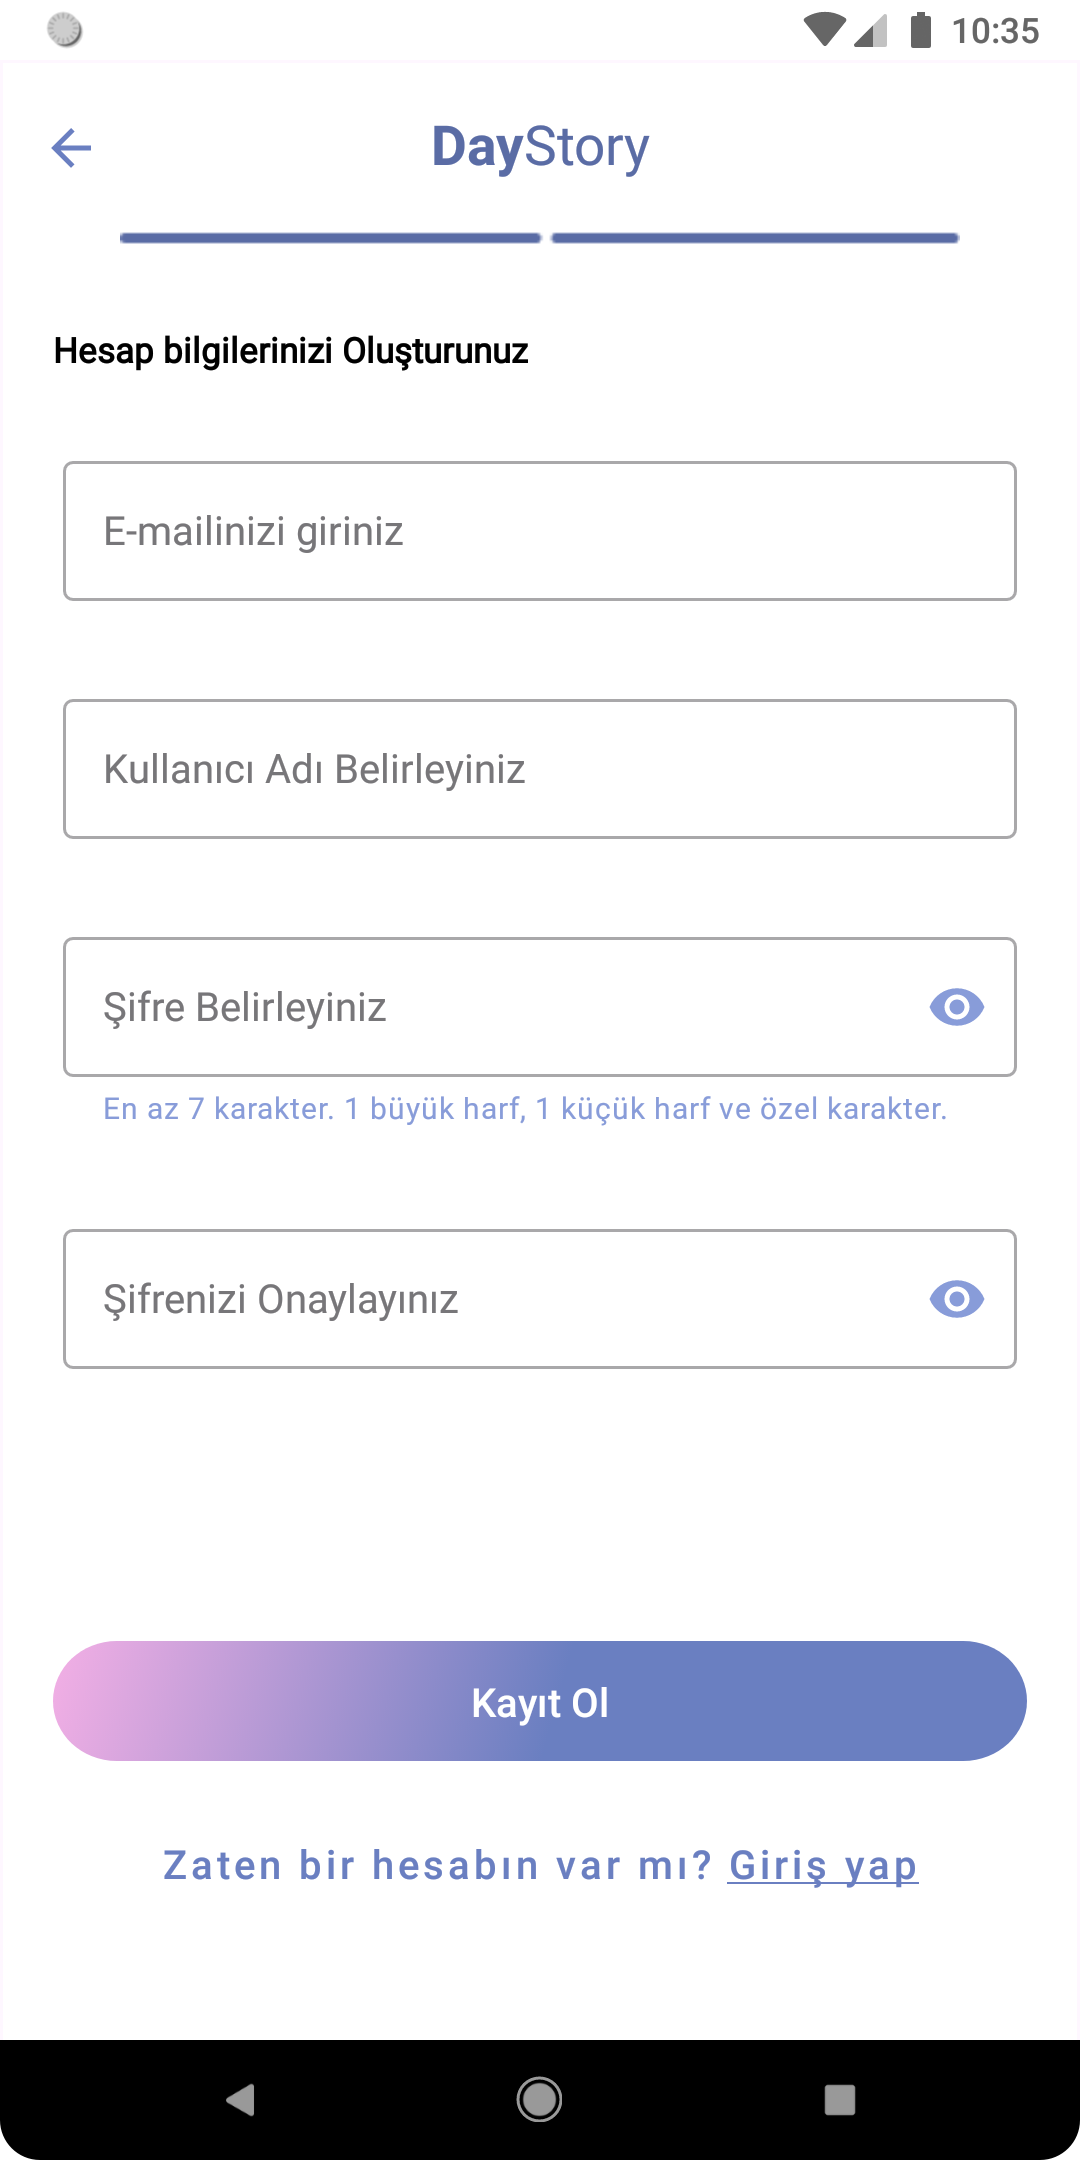 10:35
DayStory
Hesap bilgilerinizi Oluşturunuz
E-mailinizi giriniz
Kullanıcı Adı Belirleyiniz
Şifre Belirleyiniz
En az 7 karakter. 1 büyük harf, 1 küçük harf ve özel karakter.
Şifrenizi Onaylayınız
Kayıt Ol
Zaten bir hesabın var mı? Giriş yap